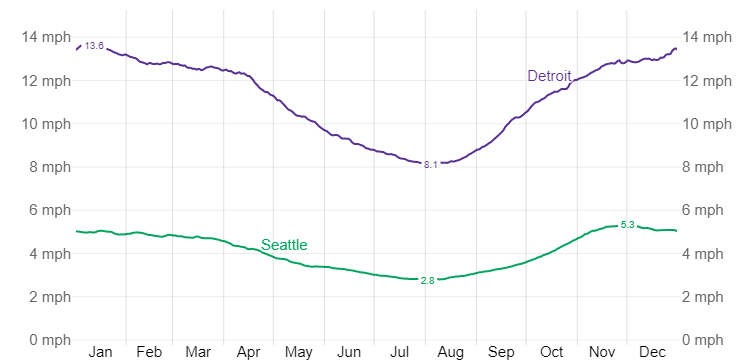 14 mph 14 mph
13.6
12 mph Detroit 12 mph
10 mph 10 mph
8 mph 8.1 8 mph
6 mph 6 mph
5.3
4 mph Seattle 4 mph
2.8
2 mph 2 mph
0 mph 0 mph
Jan Feb Mar Apr May Jun Jul Aug Sep Oct Nov Dec